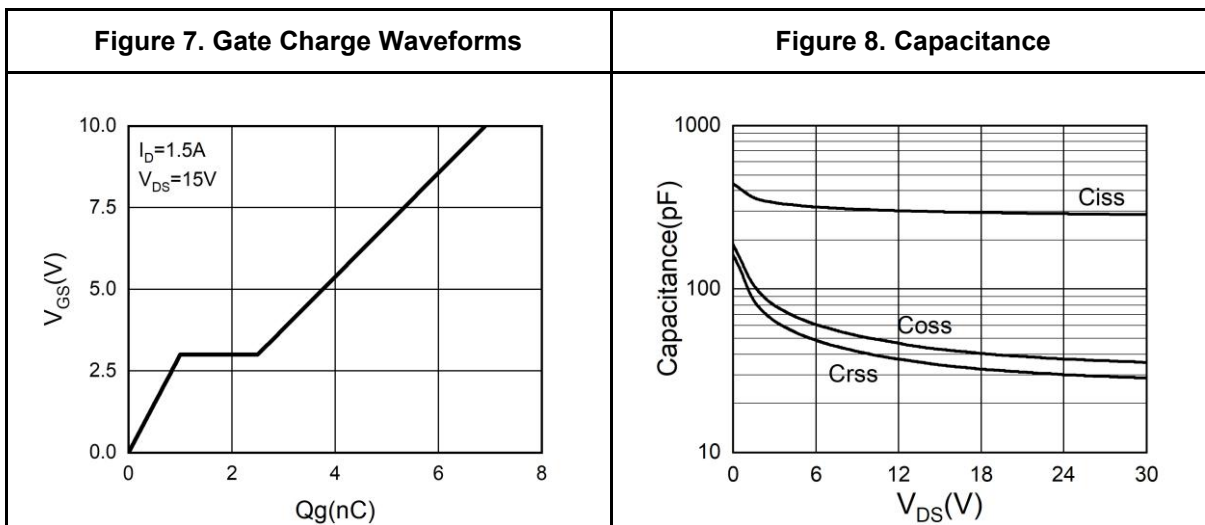 Figure 7. Gate Charge Waveforms
Figure 8. Capacitance
10.0
7.5
5.0
2.5
0.0
V_GS(V)
I_D=1.5A
V_DS=15V
0 2 4 6 8
Qg(nC)
1000
100
10
Capacitance(pF)
Ciss
Coss
Crss
0 6 12 18 24 30
V_DS(V)